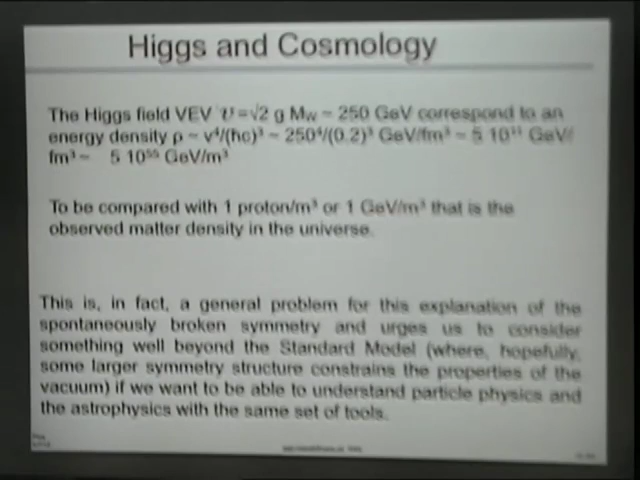 Higgs and Cosmology
The Higgs field VEV υ=√2 g Mw ~ 250 GeV correspond to an
energy density ρ ~ v⁴/(ħc)³ ~ 250⁴/(0.2)³ GeV/fm³ ~ 5 10¹¹ GeV/
fm³ ~ 5 10⁵⁵ GeV/m³
To be compared with 1 proton/m³ or 1 GeV/m³ that is the
observed matter density in the universe.
This is, in fact, a general problem for this explanation of the
spontaneously broken symmetry and urges us to consider
something well beyond the Standard Model (where, hopefully,
some larger symmetry structure constrains the properties of the
vacuum) if we want to be able to understand particle physics and
the astrophysics with the same set of tools.